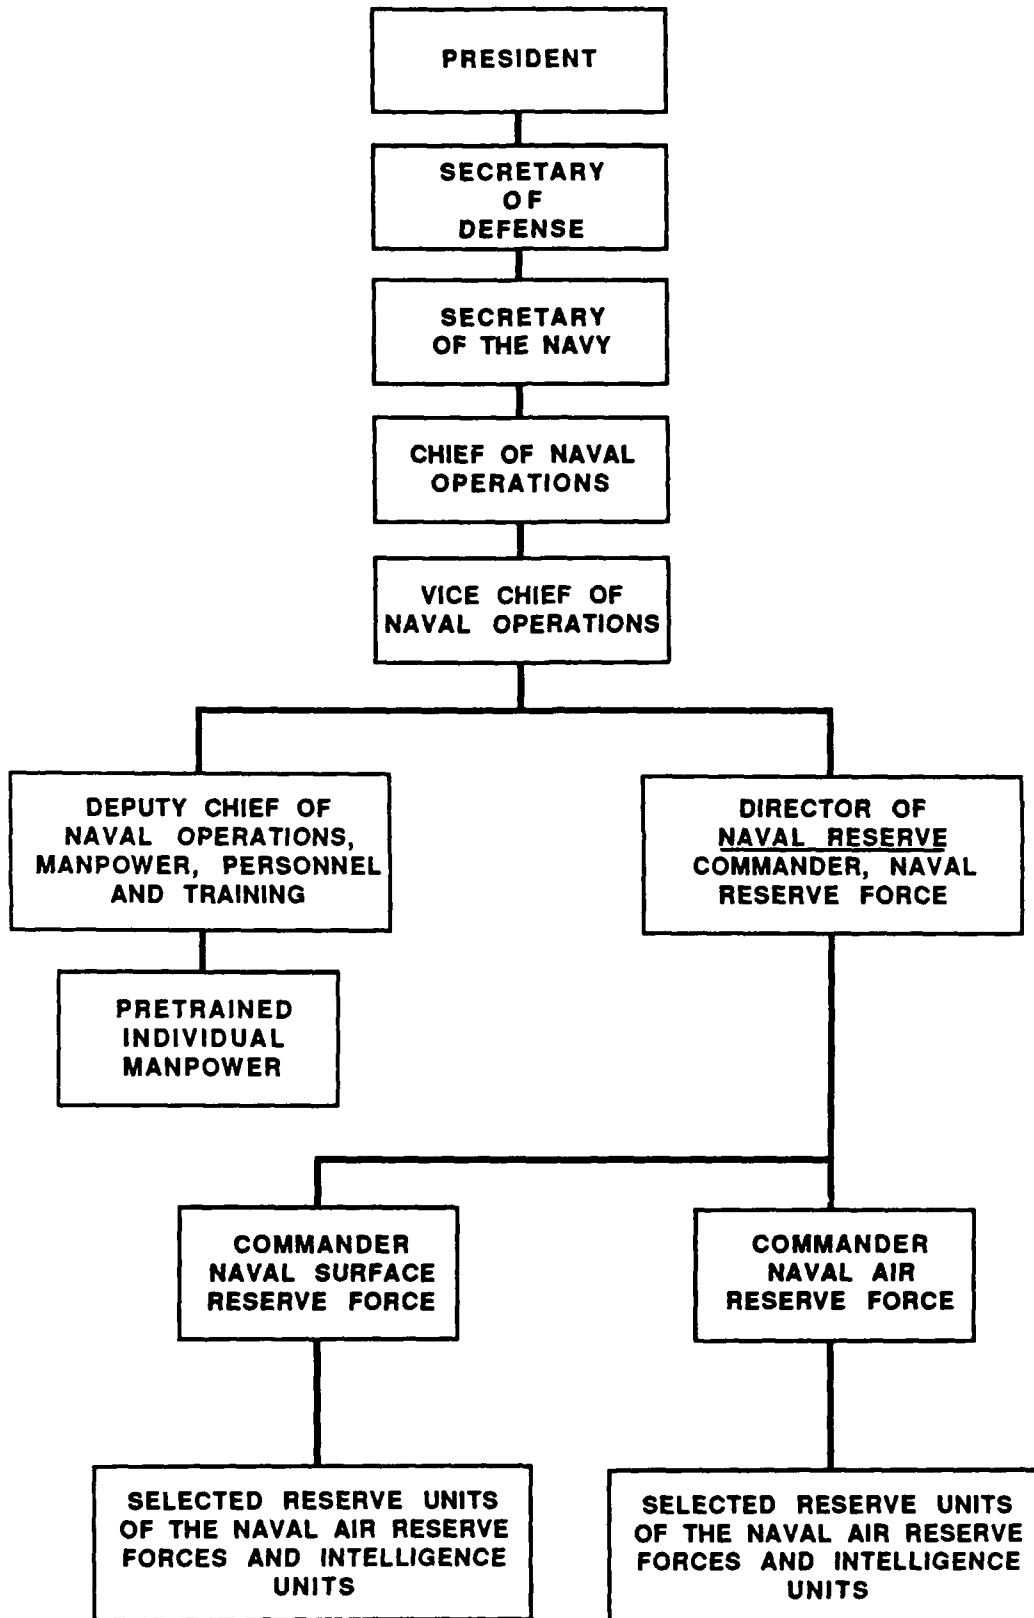 PRESIDENT
SECRETARY
OF
DEFENSE
SECRETARY
OF THE NAVY
CHIEF OF NAVAL
OPERATIONS
VICE CHIEF OF
NAVAL OPERATIONS
DEPUTY CHIEF OF
NAVAL OPERATIONS,
MANPOWER, PERSONNEL
AND TRAINING
DIRECTOR OF
NAVAL RESERVE
COMMANDER, NAVAL
RESERVE FORCE
PRETRAINED
INDIVIDUAL
MANPOWER
COMMANDER
NAVAL SURFACE
RESERVE FORCE
COMMANDER
NAVAL AIR
RESERVE FORCE
SELECTED RESERVE UNITS
OF THE NAVAL AIR RESERVE
FORCES AND INTELLIGENCE
UNITS
SELECTED RESERVE UNITS
OF THE NAVAL AIR RESERVE
FORCES AND INTELLIGENCE
UNITS